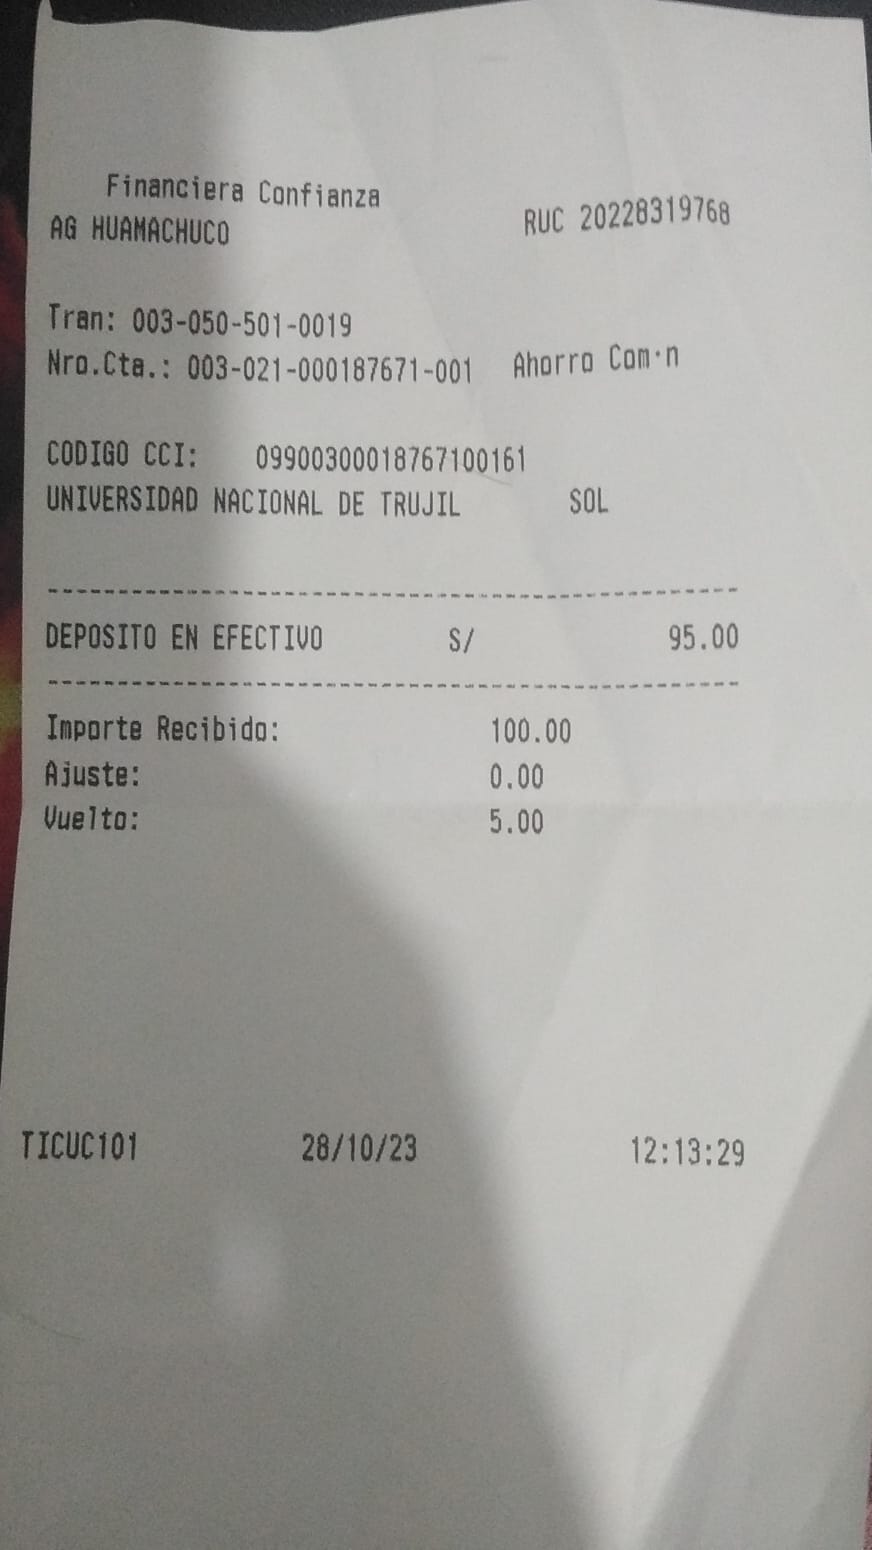 Financiera Confianza
AG HUAMACHUCO RUC 20228319768
Tran: 003-050-501-0019
Nro.Cta.: 003-021-000187671-001 Ahorro Com·n
CODIGO CCI: 09900300018767100161
UNIVERSIDAD NACIONAL DE TRUJIL SOL
--------------------------------------------------
DEPOSITO EN EFECTIVO S/ 95.00
--------------------------------------------------
Importe Recibido: 100.00
Ajuste: 0.00
Vuelto: 5.00
TICUC101 28/10/23 12:13:29